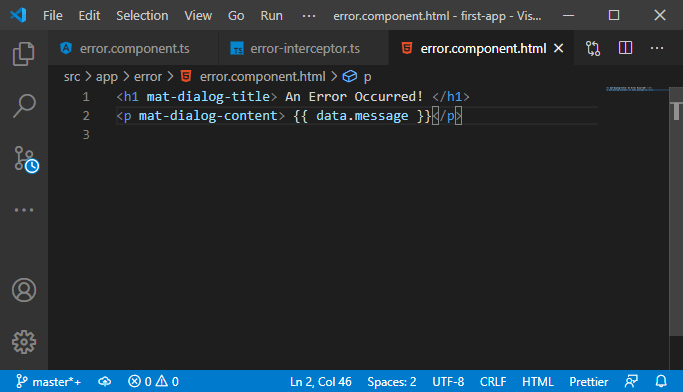 File Edit Selection View Go Run ··· error.component.html - first-app - Vis...
error.component.ts error-interceptor.ts error.component.html
src > app > error > error.component.html > p
1 <h1 mat-dialog-title> An Error Occurred! </h1>
2 <p mat-dialog-content> {{ data.message }}</p>
3
master*+ 0 0 Ln 2, Col 46 Spaces: 2 UTF-8 CRLF HTML Prettier